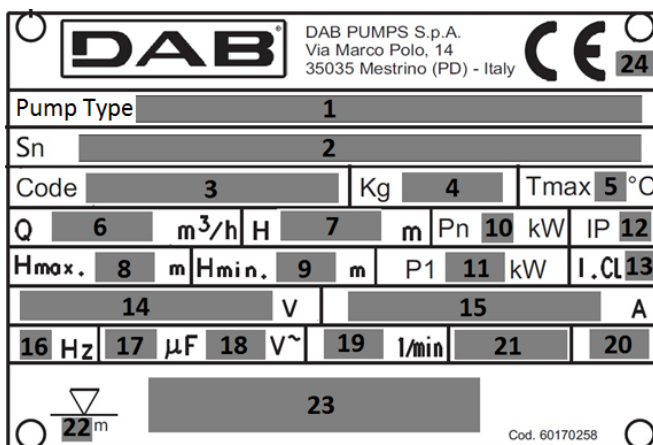 DAB
DAB PUMPS S.p.A.
Via Marco Polo, 14
35035 Mestrino (PD) - Italy
CE 24
Pump Type 1
Sn 2
Code 3 Kg 4 Tmax 5 °C
Q 6 m³/h H 7 m Pn 10 kW IP 12
Hmax. 8 m Hmin. 9 m P1 11 kW I.CL 13
14 V 15 A
16 Hz 17 µF 18 V~ 19 1/min 21 20
22 m 23
Cod. 60170258